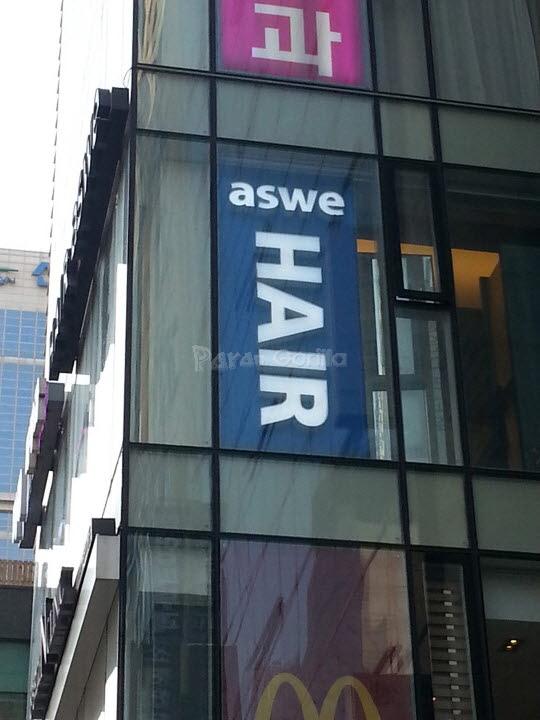 과
aswe
HAIR
Paran Gorilla